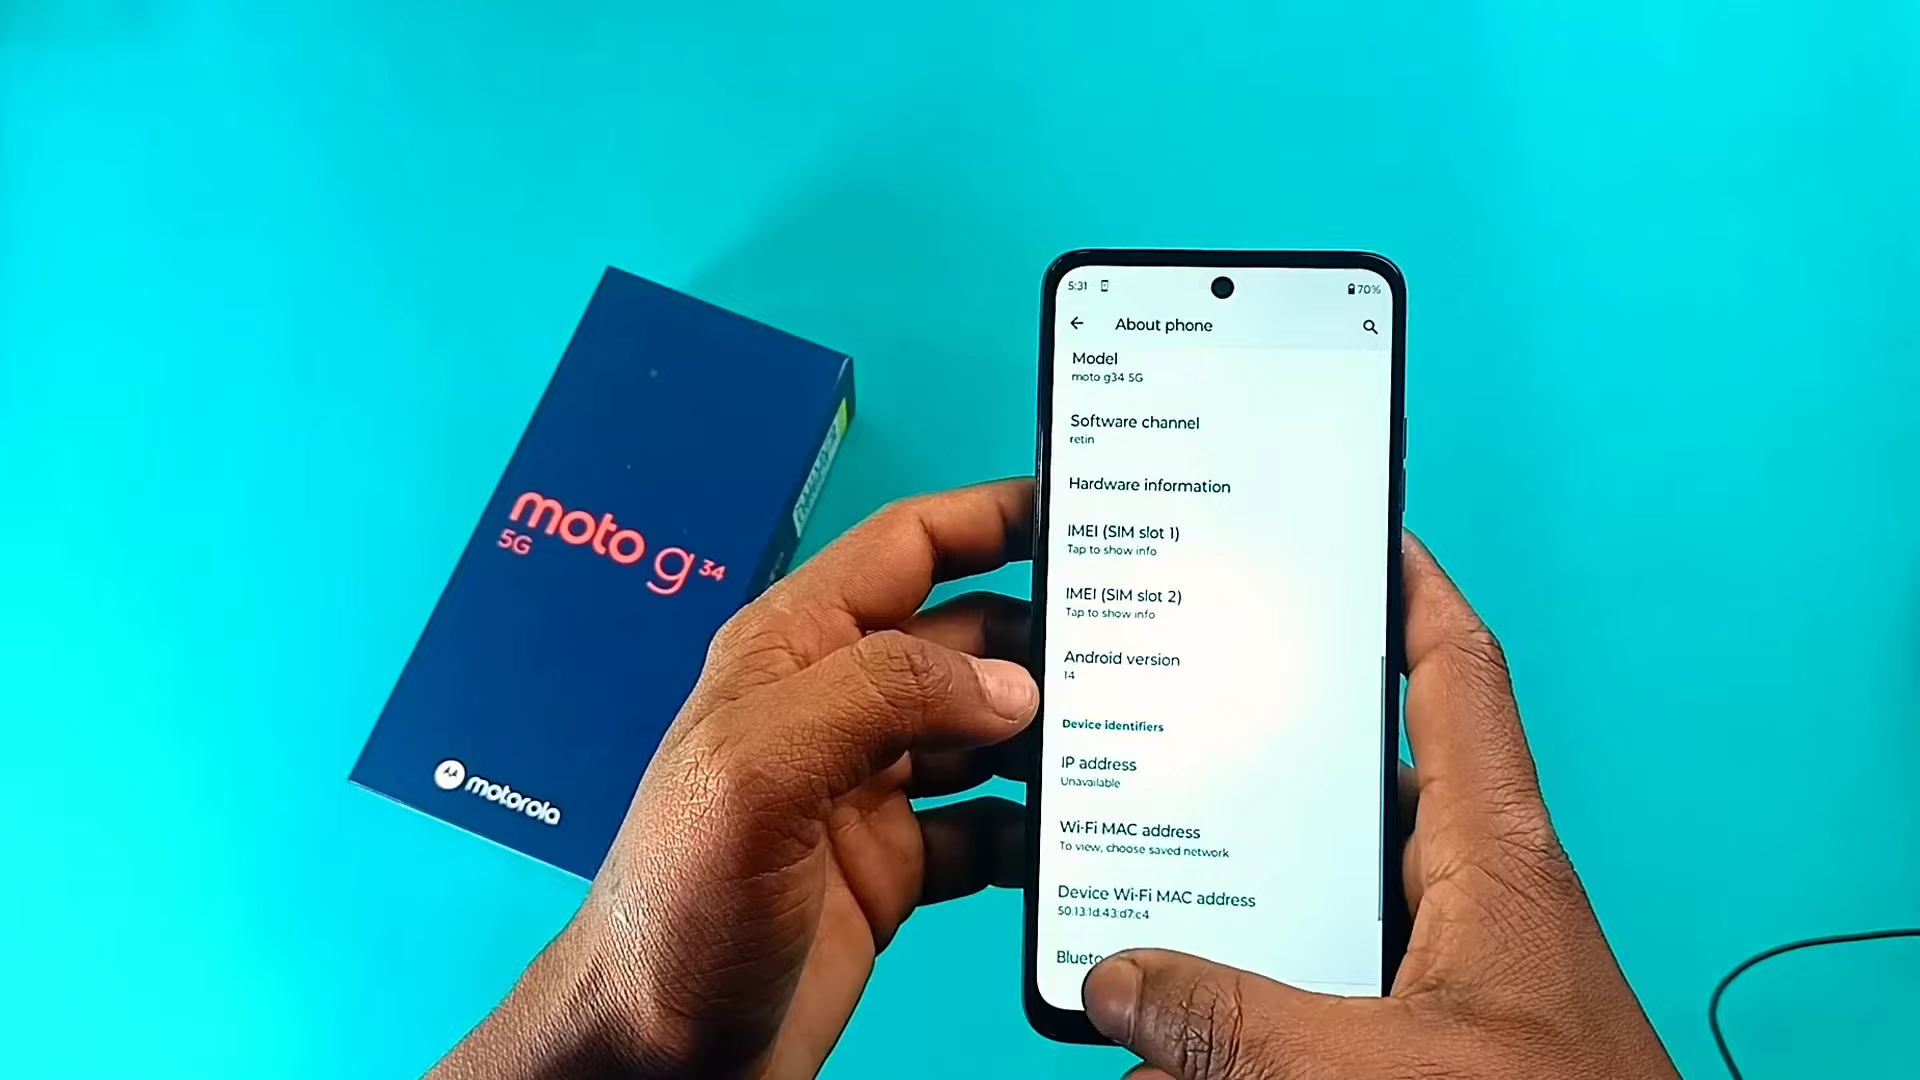 moto g 34
5G
motorola
5:31
70%
About phone
Model
moto g34 5G
Software channel
retin
Hardware information
IMEI (SIM slot 1)
Tap to show info
IMEI (SIM slot 2)
Tap to show info
Android version
14
Device identifiers
IP address
Unavailable
Wi-Fi MAC address
To view, choose saved network
Device Wi-Fi MAC address
50:13:1d:43:d7:c4
Blueto